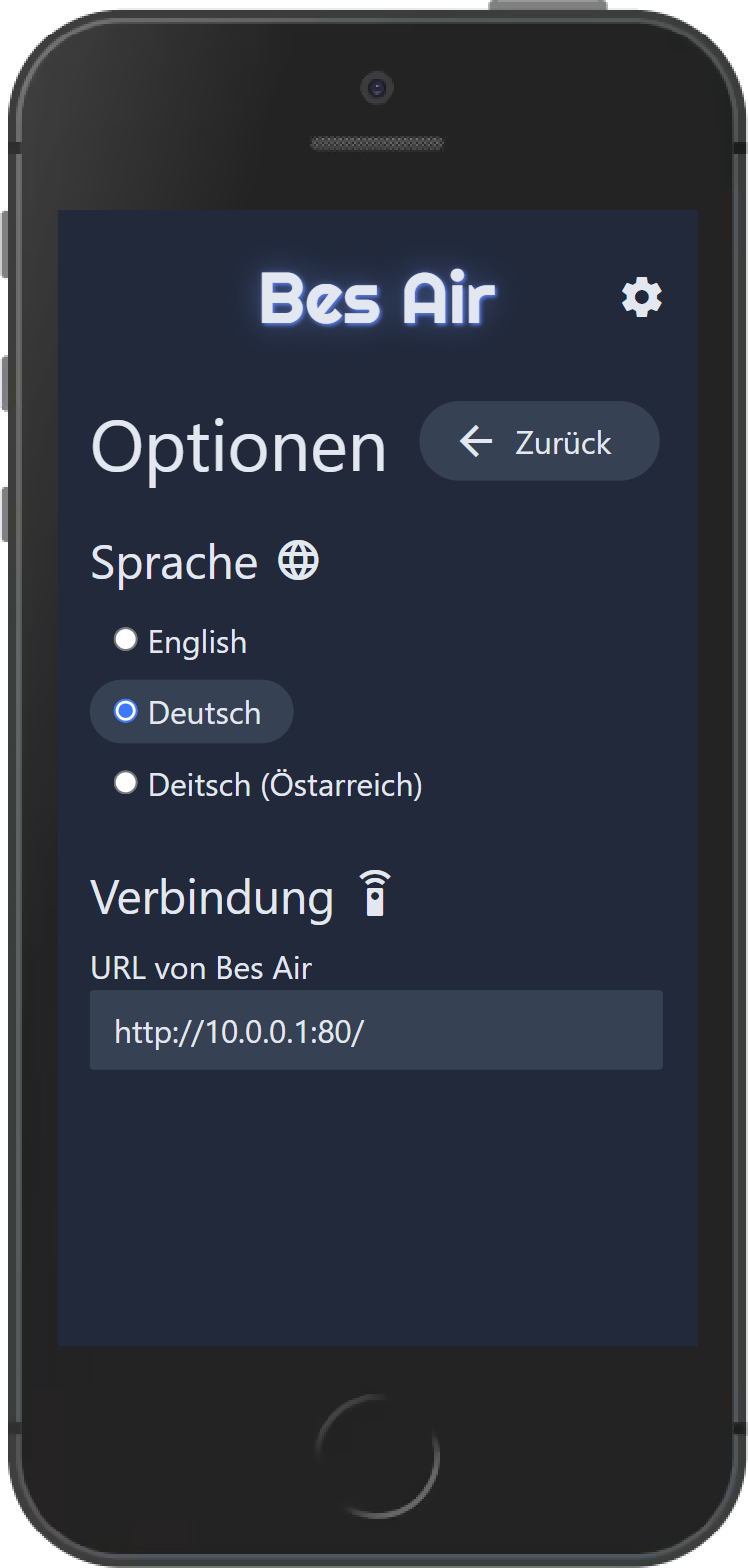 Bes Air
Optionen
Zurück
Sprache
English
Deutsch
Deitsch (Östarreich)
Verbindung
URL von Bes Air
http://10.0.0.1:80/